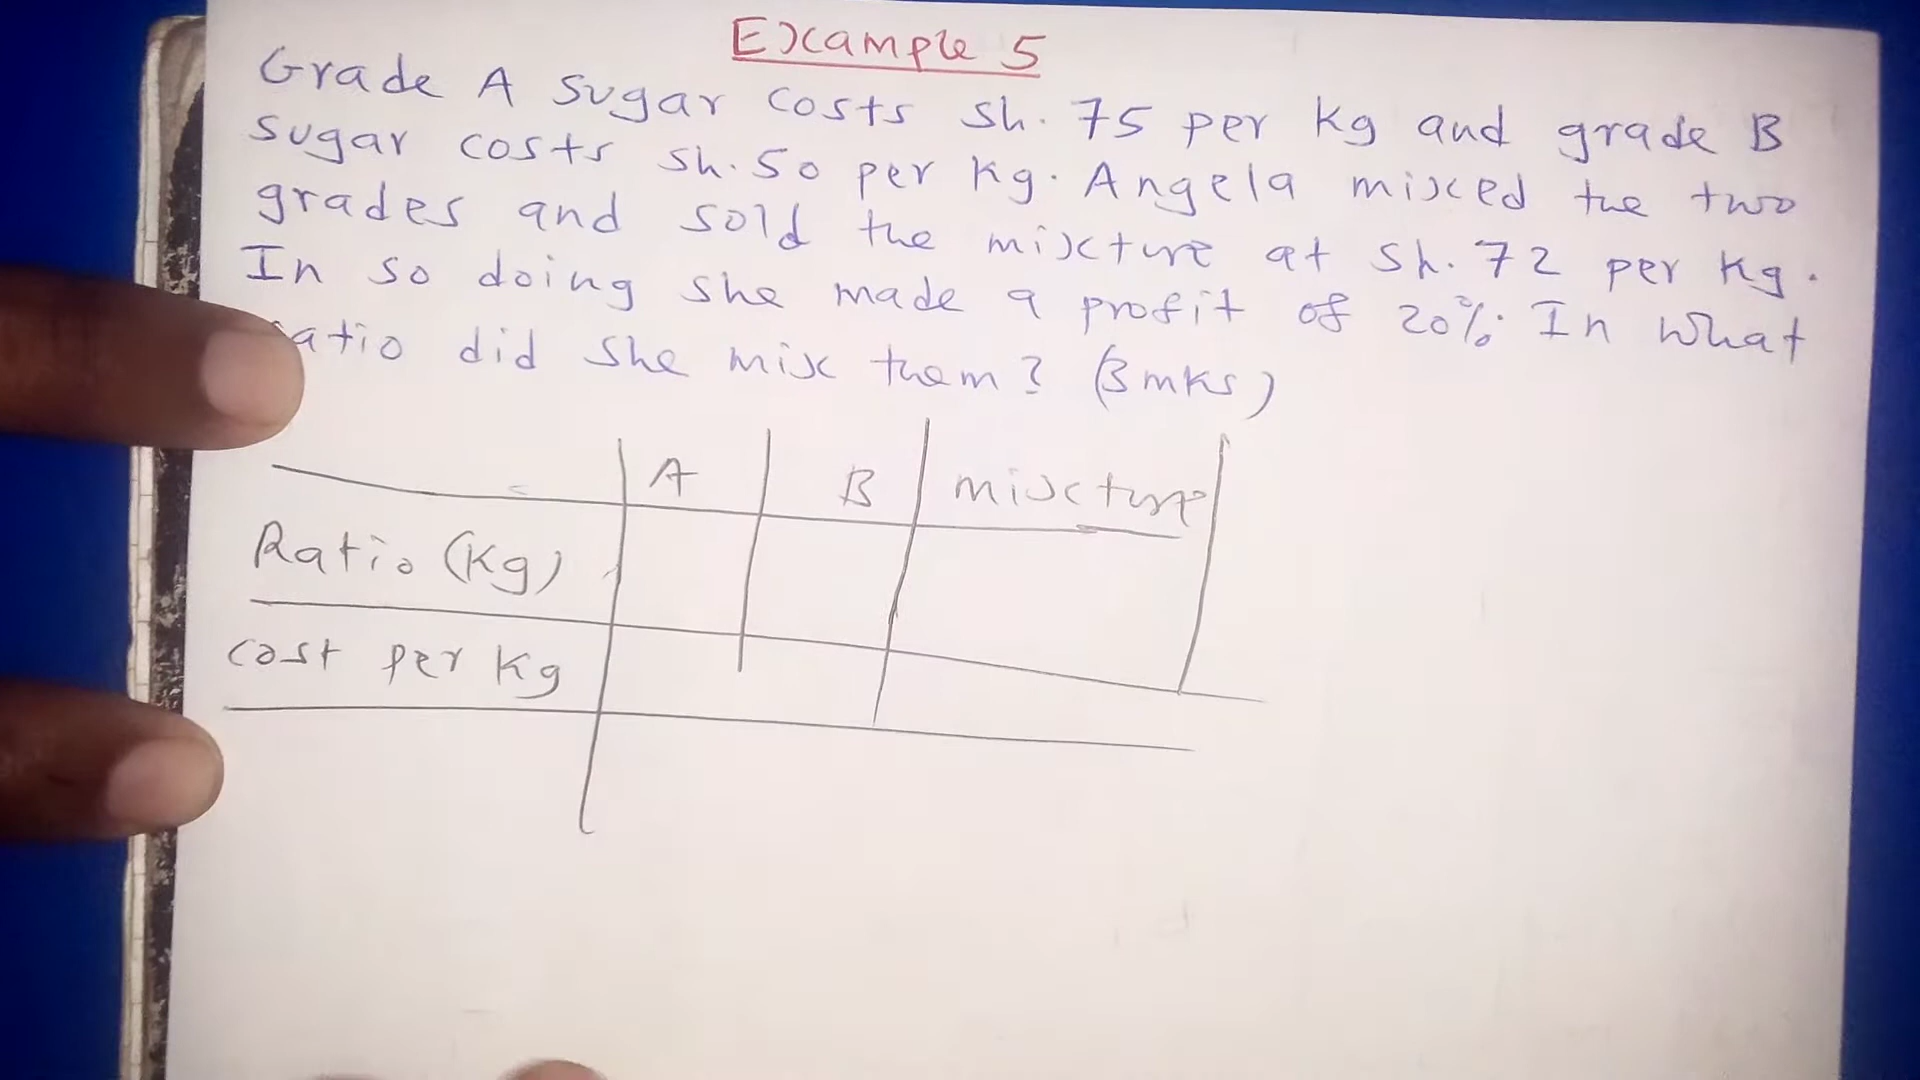 Example 5
Grade A sugar costs sh. 75 per kg and grade B
sugar costs sh. 50 per kg. Angela mixed the two
grades and sold the mixture at sh. 72 per kg.
In so doing she made a profit of 20%. In what
did she mix them? (3mks)
A B mixture
Ratio (kg)
cost per kg